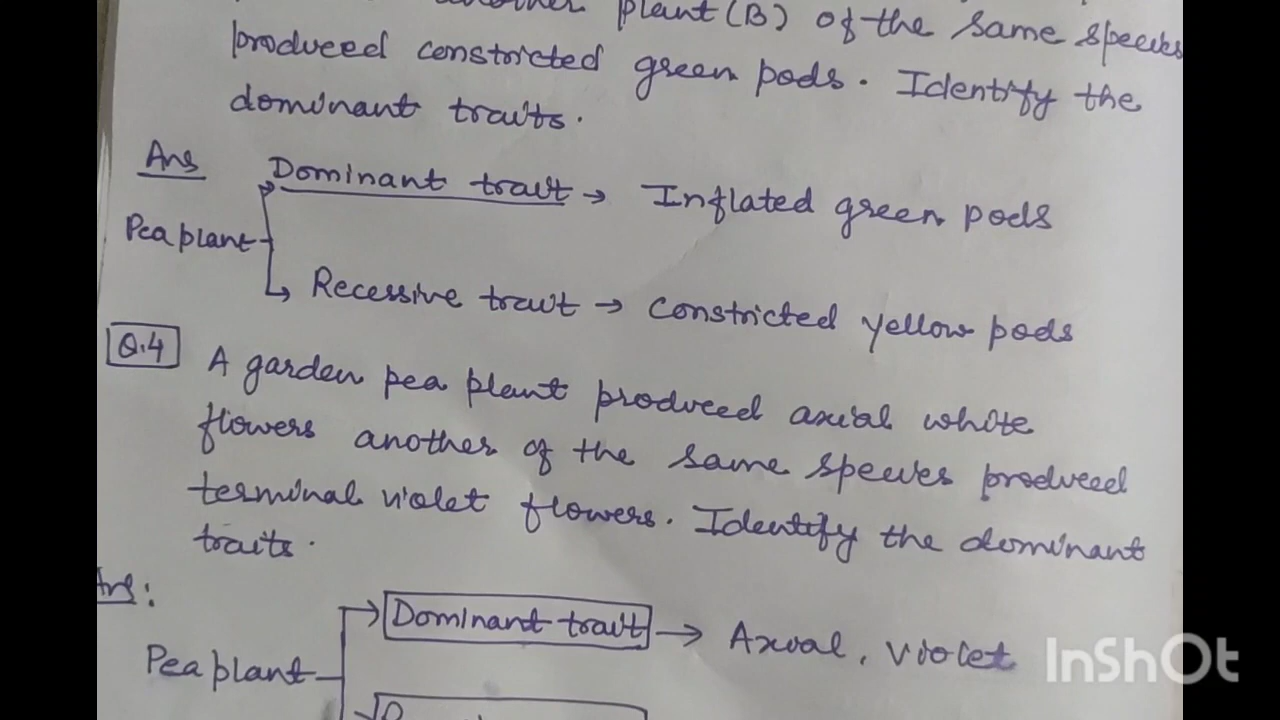 another plant (B) of the same species
produced constricted green pods. Identify the
dominant traits.
Ans Dominant trait → Inflated green pods
Pea plant
Recessive trait → constricted yellow pods
Q.4 A garden pea plant produced axial white
flowers another of the same species produced
terminal violet flowers. Identify the dominant
traits.
Ans:
Dominant trait → Axial, Violet
Pea plant
InShOt